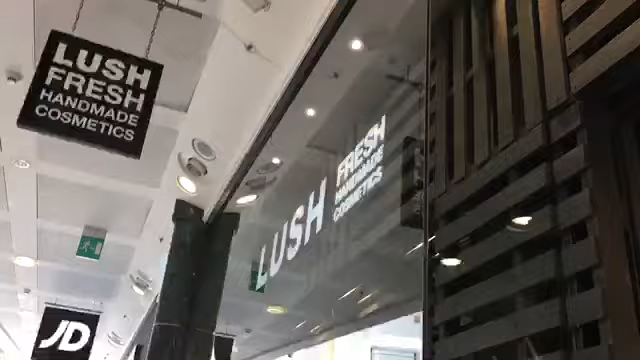 LUSH
FRESH
HANDMADE
COSMETICS
LUSH
FRESH
HANDMADE
COSMETICS
JD